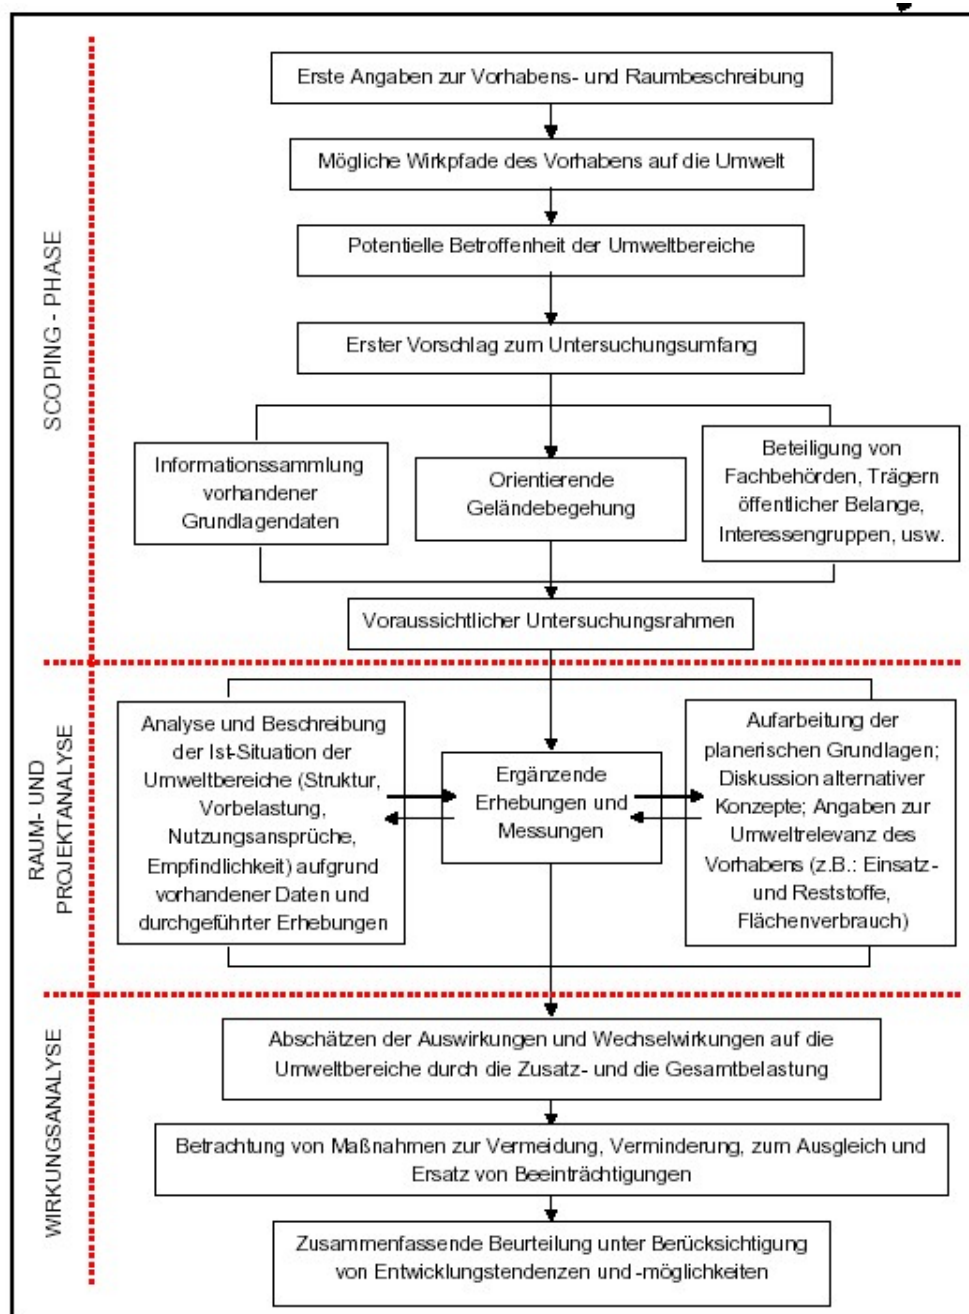 SCOPING - PHASE
Erste Angaben zur Vorhabens- und Raumbeschreibung
Mögliche Wirkpfade des Vorhabens auf die Umwelt
Potentielle Betroffenheit der Umweltbereiche
Erster Vorschlag zum Untersuchungsumfang
Informationssammlung
vorhandener
Grundlagendaten
Orientierende
Geländebegehung
Beteiligung von
Fachbehörden, Trägern
öffentlicher Belange,
Interessengruppen, usw.
Voraussichtlicher Untersuchungsrahmen
RAUM- UND
PROJEKTANALYSE
Analyse und Beschreibung
der Ist-Situation der
Umweltbereiche (Struktur,
Vorbelastung,
Nutzungsansprüche,
Empfindlichkeit) aufgrund
vorhandener Daten und
durchgeführter Erhebungen
Ergänzende
Erhebungen und
Messungen
Aufarbeitung der
planerischen Grundlagen;
Diskussion alternativer
Konzepte; Angaben zur
Umweltrelevanz des
Vorhabens (z.B.: Einsatz-
und Reststoffe,
Flächenverbrauch)
WIRKUNGSANALYSE
Abschätzen der Auswirkungen und Wechselwirkungen auf die
Umweltbereiche durch die Zusatz- und die Gesamtbelastung
Betrachtung von Maßnahmen zur Vermeidung, Verminderung, zum Ausgleich und
Ersatz von Beeinträchtigungen
Zusammenfassende Beurteilung unter Berücksichtigung
von Entwicklungstendenzen und -möglichkeiten